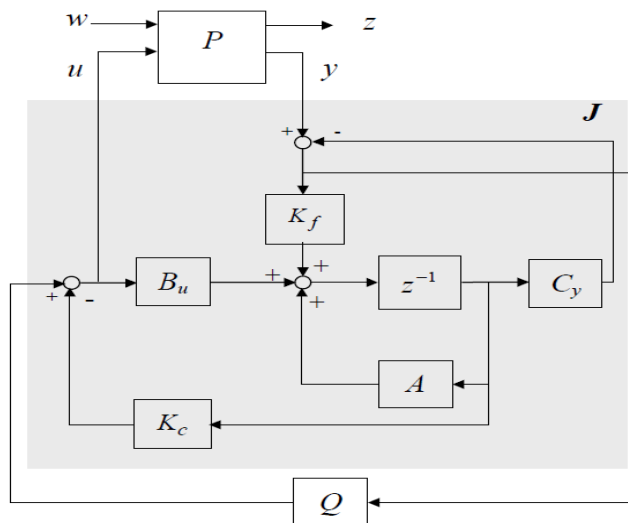 w
P
z
u
y
J
+ -
K_f
+ -
B_u
+ + +
z^{-1}
C_y
A
K_c
Q